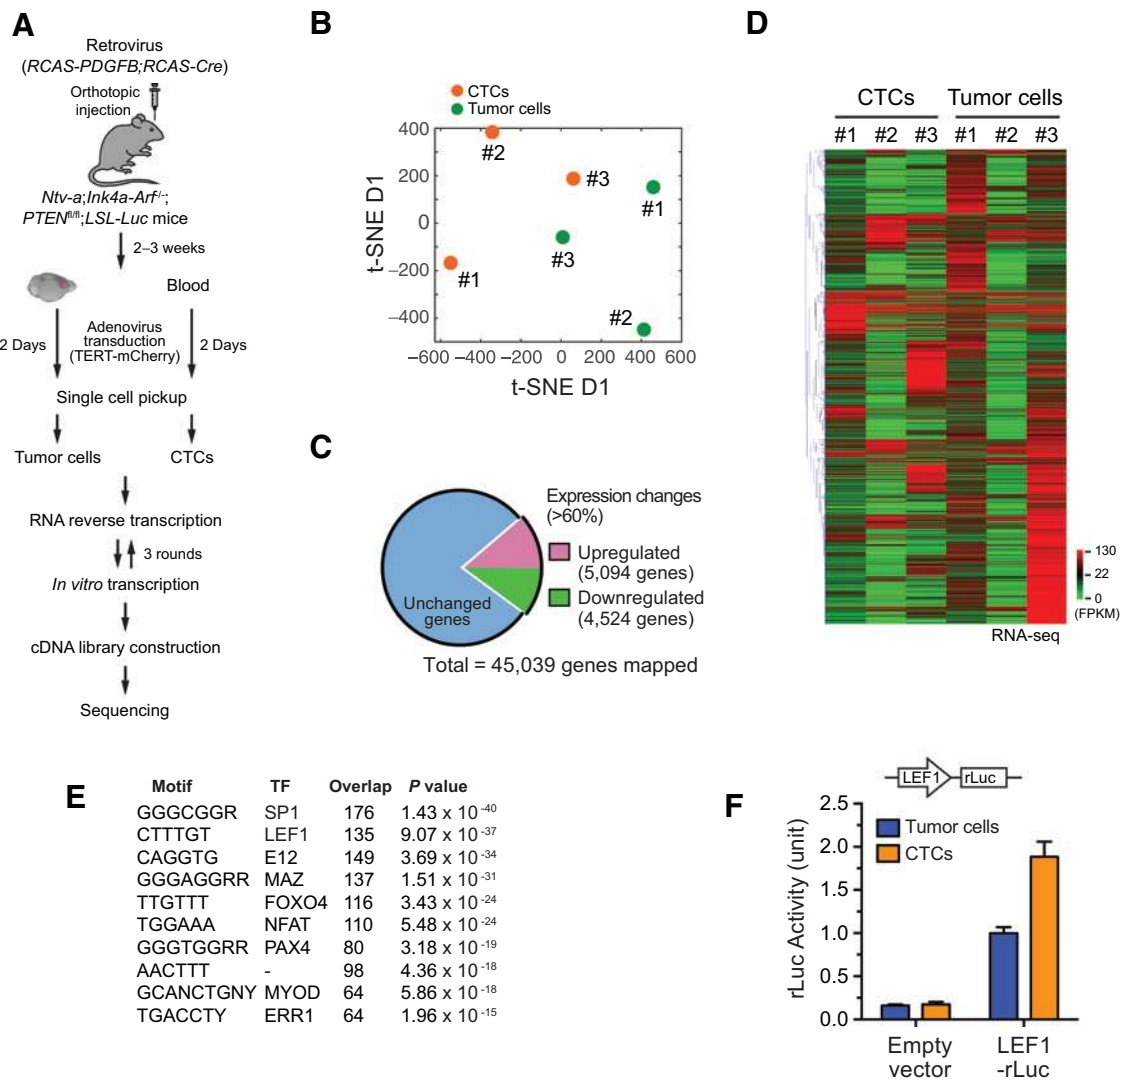 A
Retrovirus
(RCAS-PDGFB;RCAS-Cre)
Orthotopic
injection
Ntv-a;Ink4a-Arf-/-;
PTENfl/fl;LSL-Luc mice
2–3 weeks
Blood
2 Days
Adenovirus
transduction
(TERT-mCherry)
2 Days
Single cell pickup
Tumor cells
CTCs
RNA reverse transcription
3 rounds
In vitro transcription
cDNA library construction
Sequencing
B
CTCs
Tumor cells
t-SNE D1
400
200
0
−200
−400
#2
#3
#1
#3
#1
#2
−600 −400 −200 0 200 400 600
t-SNE D1
C
Expression changes
(>60%)
Upregulated
(5,094 genes)
Downregulated
(4,524 genes)
Unchanged
genes
Total = 45,039 genes mapped
D
CTCs Tumor cells
#1 #2 #3 #1 #2 #3
130
22
0
(FPKM)
RNA-seq
E
Motif TF Overlap P value
GGGCGGR SP1 176 1.43 x 10 -40
CTTTGT LEF1 135 9.07 x 10 -37
CAGGTG E12 149 3.69 x 10 -34
GGGAGGRR MAZ 137 1.51 x 10 -31
TTGTTT FOXO4 116 3.43 x 10 -24
TGGAAA NFAT 110 5.48 x 10 -24
GGGTGGRR PAX4 80 3.18 x 10 -19
AACTTT - 98 4.36 x 10 -18
GCANCTGNY MYOD 64 5.86 x 10 -18
TGACCTY ERR1 64 1.96 x 10 -15
F
LEF1 rLuc
rLuc Activity (unit)
2.5
2.0
1.5
1.0
0.5
0.0
Tumor cells
CTCs
Empty
vector
LEF1
-rLuc